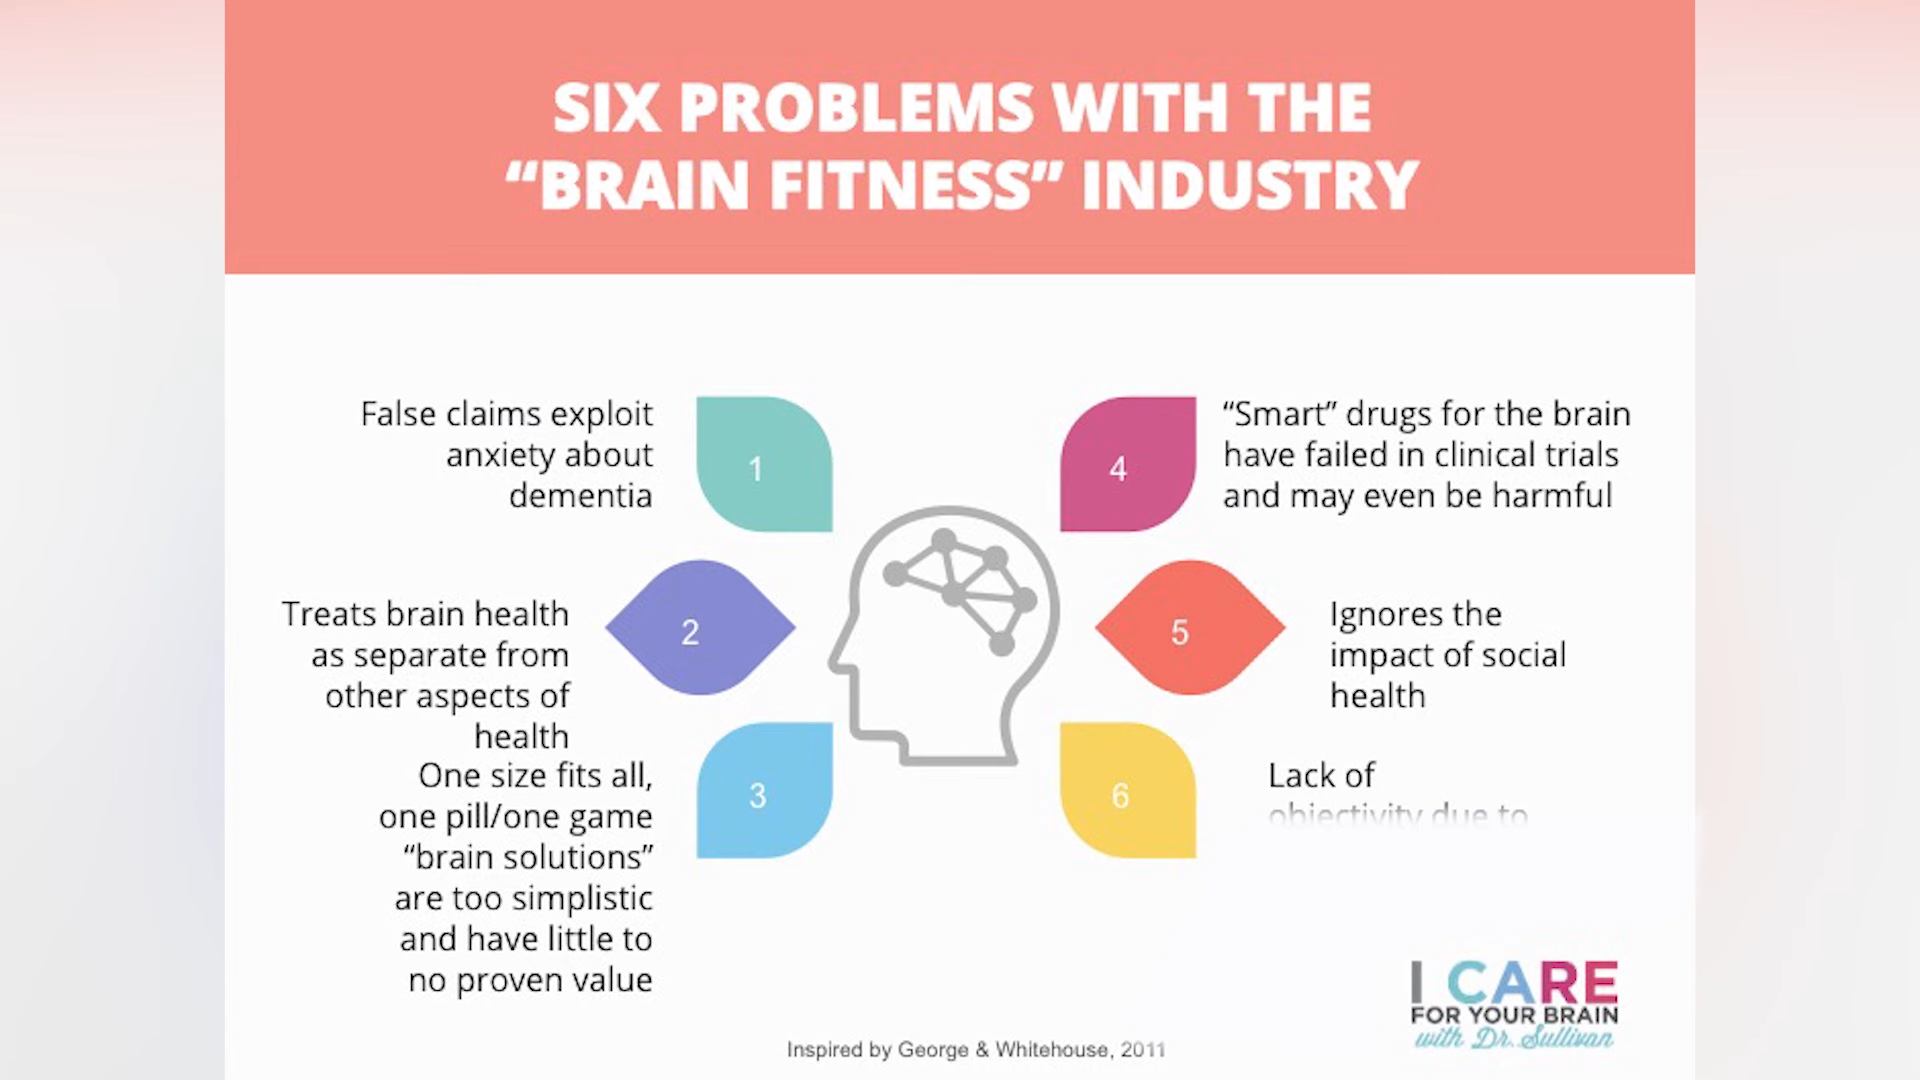 SIX PROBLEMS WITH THE
“BRAIN FITNESS” INDUSTRY
False claims exploit
anxiety about
dementia
1
Treats brain health
as separate from
other aspects of
health
2
One size fits all,
one pill/one game
“brain solutions”
are too simplistic
and have little to
no proven value
3
4
“Smart” drugs for the brain
have failed in clinical trials
and may even be harmful
5
Ignores the
impact of social
health
6
Lack of
objectivity due to
Inspired by George & Whitehouse, 2011
I CARE
FOR YOUR BRAIN
with Dr. Sullivan